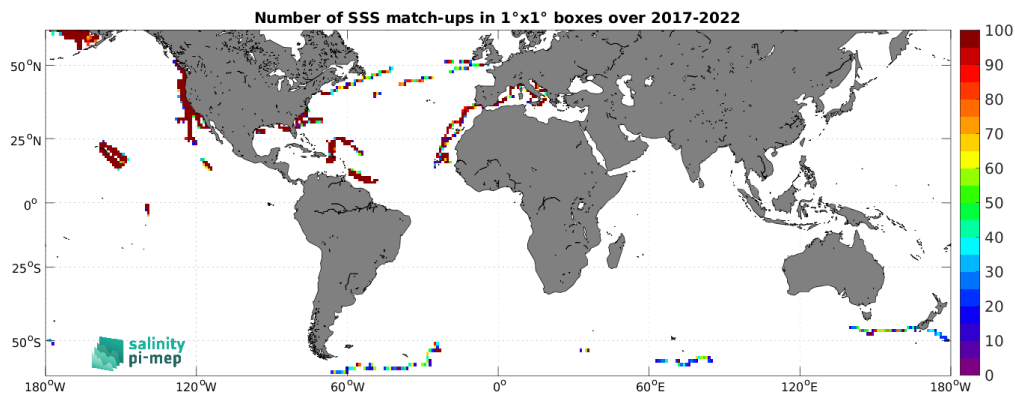 Number of SSS match-ups in 1°x1° boxes over 2017-2022
50°N
25°N
0°
25°S
50°S
180°W
120°W
60°W
0°
60°E
120°E
180°W
100
90
80
70
60
50
40
30
20
10
0
salinity
pi-mep